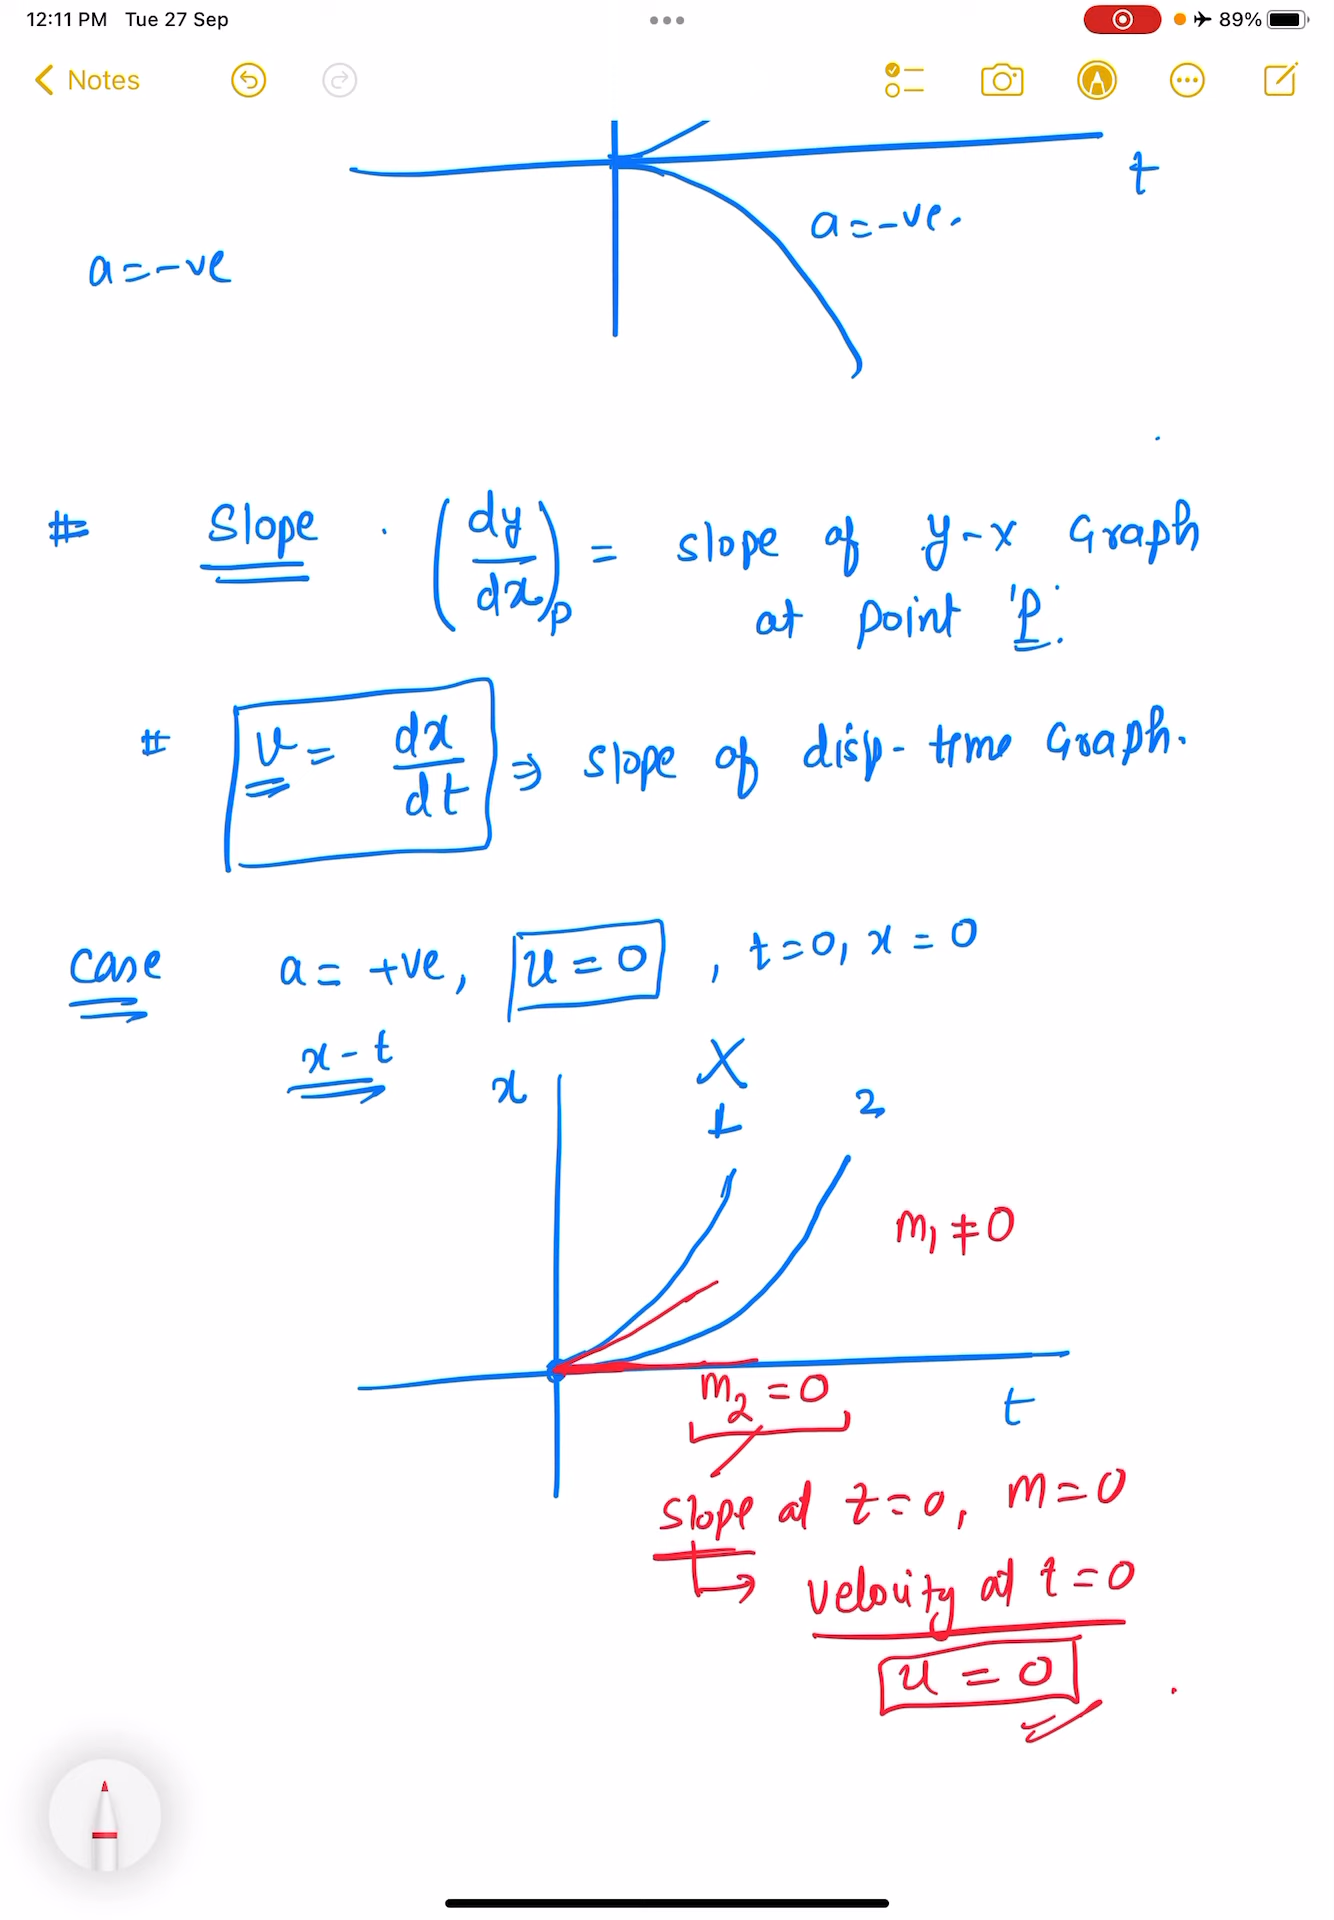 12:11 PM Tue 27 Sep
89%
Notes
t
a=-ve.
a=-ve
# Slope . (dy/dx)p = slope of y-x Graph
at point 'P'.
# v = dx/dt ⇒ slope of disp-time Graph.
Case a = +ve, u = 0 , t=0, x = 0
x-t
x
X
1
2
m₁ ≠ 0
m₂ = 0
t
slope at t=0, m=0
↳ velocity at t=0
u = 0